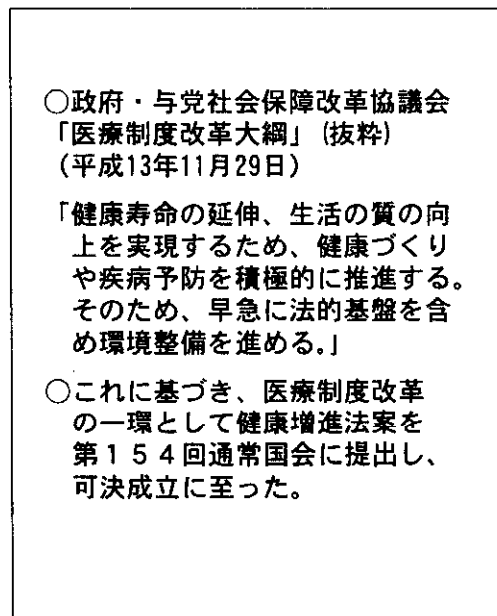 ○政府・与党社会保障改革協議会
「医療制度改革大綱」(抜粋)
(平成13年11月29日)
「健康寿命の延伸、生活の質の向
上を実現するため、健康づくり
や疾病予防を積極的に推進する。
そのため、早急に法的基盤を含
め環境整備を進める。」
○これに基づき、医療制度改革
の一環として健康増進法案を
第154回通常国会に提出し、
可決成立に至った。